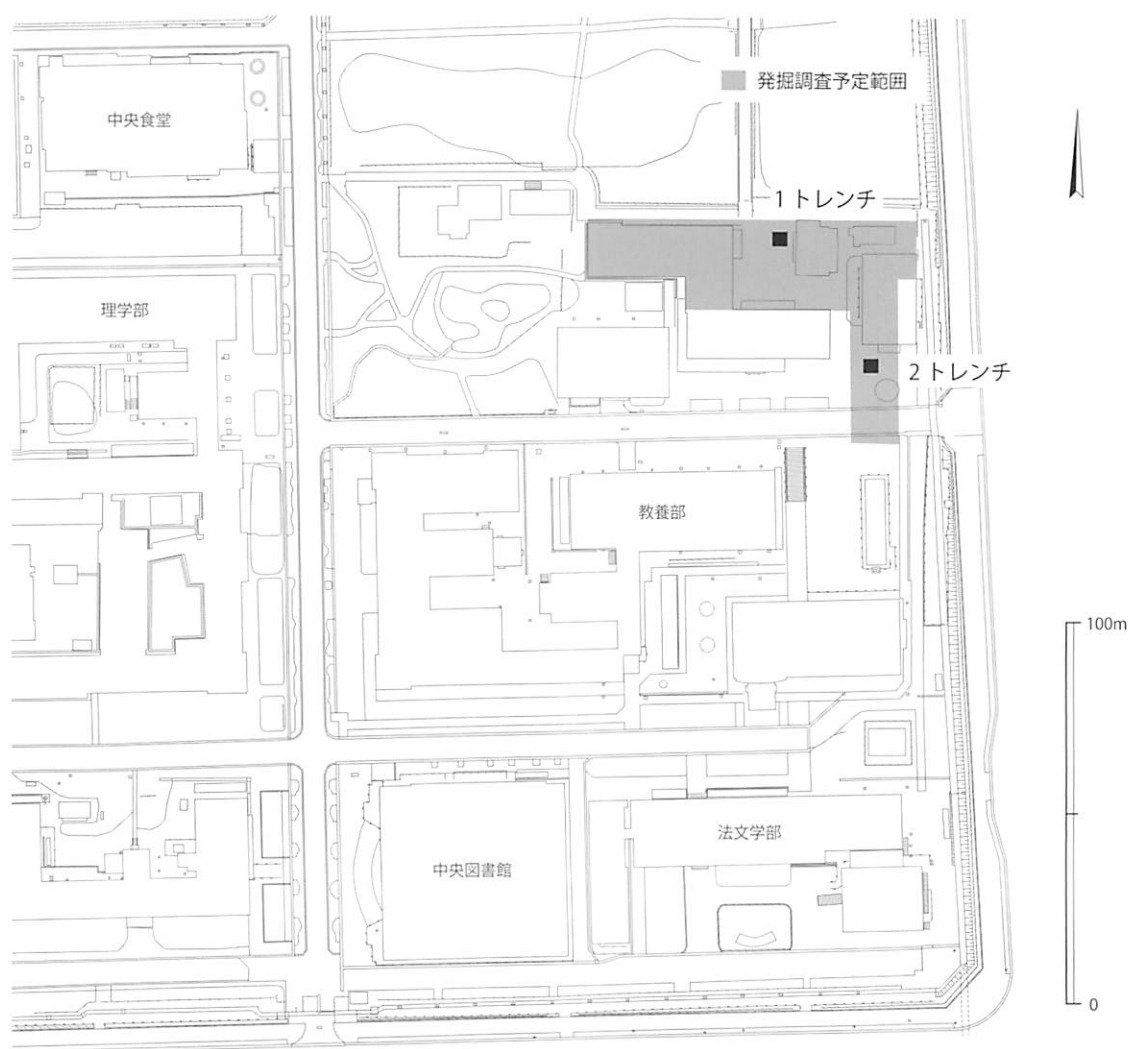 発掘調査予定範囲
中央食堂
1トレンチ
理学部
2トレンチ
教養部
100m
法文学部
中央図書館
0